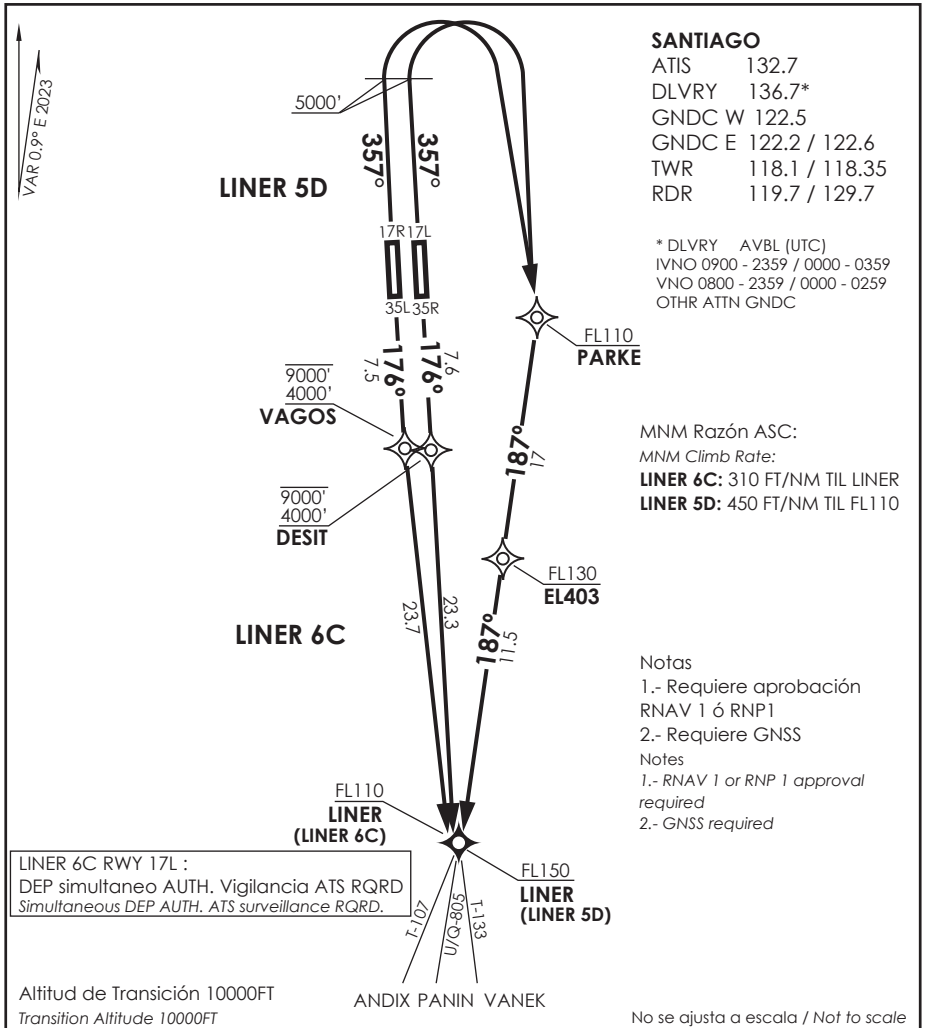 VAR 0.9° E 2023
5000'
357°
357°
LINER 5D
17R
17L
35L
35R
176°
7.5
176°
7.6
9000'
4000'
VAGOS
9000'
4000'
DESIT
LINER 6C
23.7
23.3
FL110
PARKE
187°
17
FL130
EL403
187°
11.5
FL110
LINER
(LINER 6C)
FL150
LINER
(LINER 5D)
T-107
U/Q-805
T-133
ANDIX PANIN VANEK
SANTIAGO
ATIS 132.7
DLVRY 136.7*
GNDC W 122.5
GNDC E 122.2 / 122.6
TWR 118.1 / 118.35
RDR 119.7 / 129.7
* DLVRY AVBL (UTC)
IVNO 0900 - 2359 / 0000 - 0359
VNO 0800 - 2359 / 0000 - 0259
OTHR ATTN GNDC
MNM Razón ASC:
MNM Climb Rate:
LINER 6C: 310 FT/NM TIL LINER
LINER 5D: 450 FT/NM TIL FL110
Notas
1.- Requiere aprobación
RNAV 1 ó RNP1
2.- Requiere GNSS
Notes
1.- RNAV 1 or RNP 1 approval
required
2.- GNSS required
LINER 6C RWY 17L :
DEP simultaneo AUTH. Vigilancia ATS RQRD
Simultaneous DEP AUTH. ATS surveillance RQRD.
Altitud de Transición 10000FT
Transition Altitude 10000FT
No se ajusta a escala / Not to scale